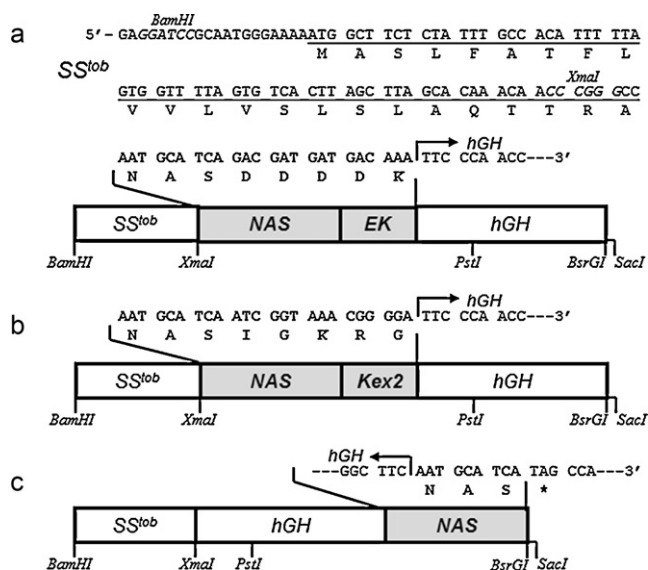 a
BamHI
5' - GAGGATCCGCAATGGGAAAAATG GCT TCT CTA TTT GCC ACA TTT TTA
M A S L F A T F L
SStob
XmaI
GTG GTT TTA GTG TCA CTT AGC TTA GCA CAA ACA ACC CGG GCC
V V L V S L S L A Q T T R A
hGH
AAT GCA TCA GAC GAT GAT GAC AAA TTC CCA ACC---3'
N A S D D D D K
SStob NAS EK hGH
BamHI XmaI PstI BsrGI SacI
b
hGH
AAT GCA TCA ATC GGT AAA CGG GGA TTC CCA ACC---3'
N A S I G K R G
SStob NAS Kex2 hGH
BamHI XmaI PstI BsrGI SacI
c
hGH
---GGC TTC AAT GCA TCA TAG CCA---3'
N A S *
SStob hGH NAS
BamHI XmaI PstI BsrGI SacI